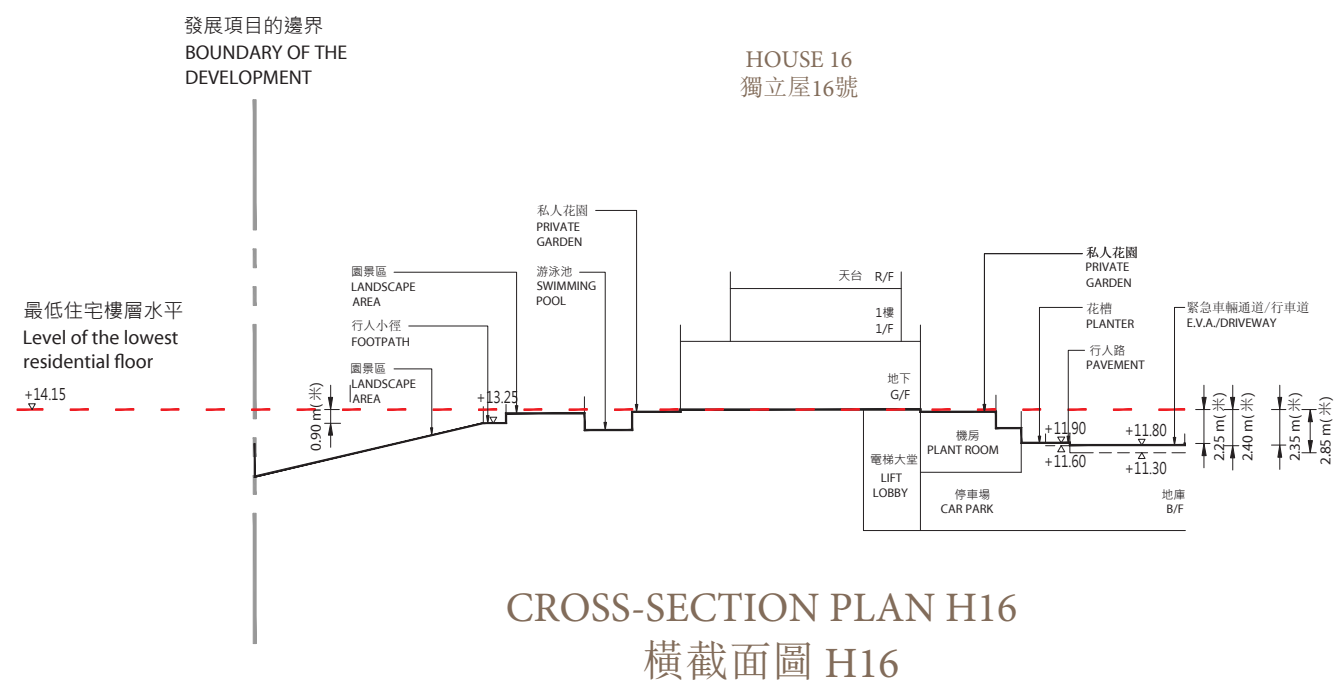 發展項目的邊界
BOUNDARY OF THE
DEVELOPMENT
HOUSE 16
獨立屋16號
最低住宅樓層水平
Level of the lowest
residential floor
+14.15
0.90 m(米)
園景區
LANDSCAPE
AREA
行人小徑
FOOTPATH
園景區
LANDSCAPE
AREA
+13.25
私人花園
PRIVATE
GARDEN
游泳池
SWIMMING
POOL
天台 R/F
1樓
1/F
地下
G/F
電梯大堂
LIFT
LOBBY
機房
PLANT ROOM
停車場
CAR PARK
地庫
B/F
私人花園
PRIVATE
GARDEN
花槽
PLANTER
行人路
PAVEMENT
緊急車輛通道/行車道
E.V.A./DRIVEWAY
+11.90
+11.60
+11.80
+11.30
2.25 m(米)
2.40 m(米)
2.35 m(米)
2.85 m(米)
CROSS-SECTION PLAN H16
橫截面圖 H16